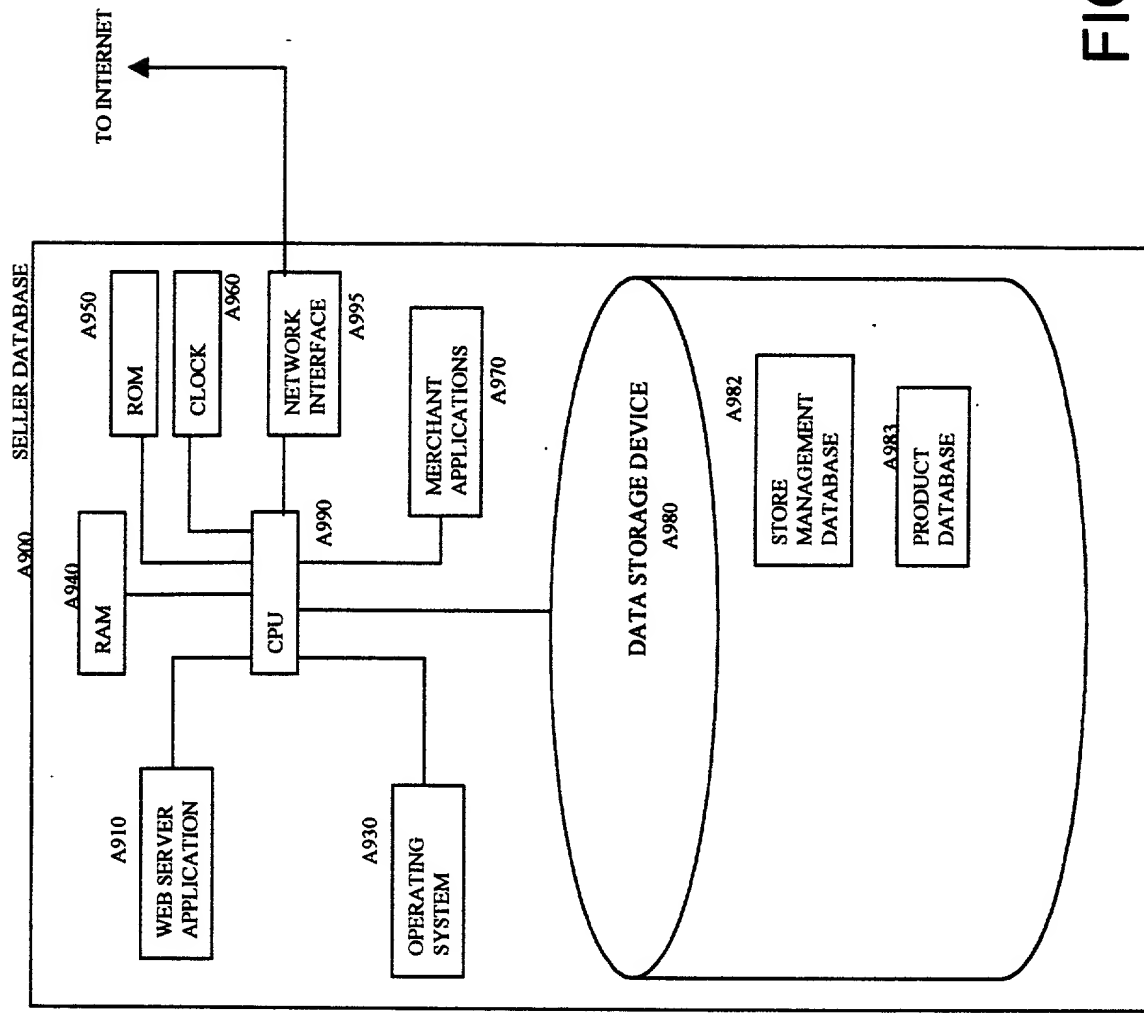 A900 SELLER DATABASE
TO INTERNET
A910
WEB SERVER
APPLICATION
A940
RAM
A950
ROM
CLOCK
A960
CPU
A990
NETWORK
INTERFACE
A995
A930
OPERATING
SYSTEM
MERCHANT
APPLICATIONS
A970
DATA STORAGE DEVICE
A980
A982
STORE
MANAGEMENT
DATABASE
A983
PRODUCT
DATABASE